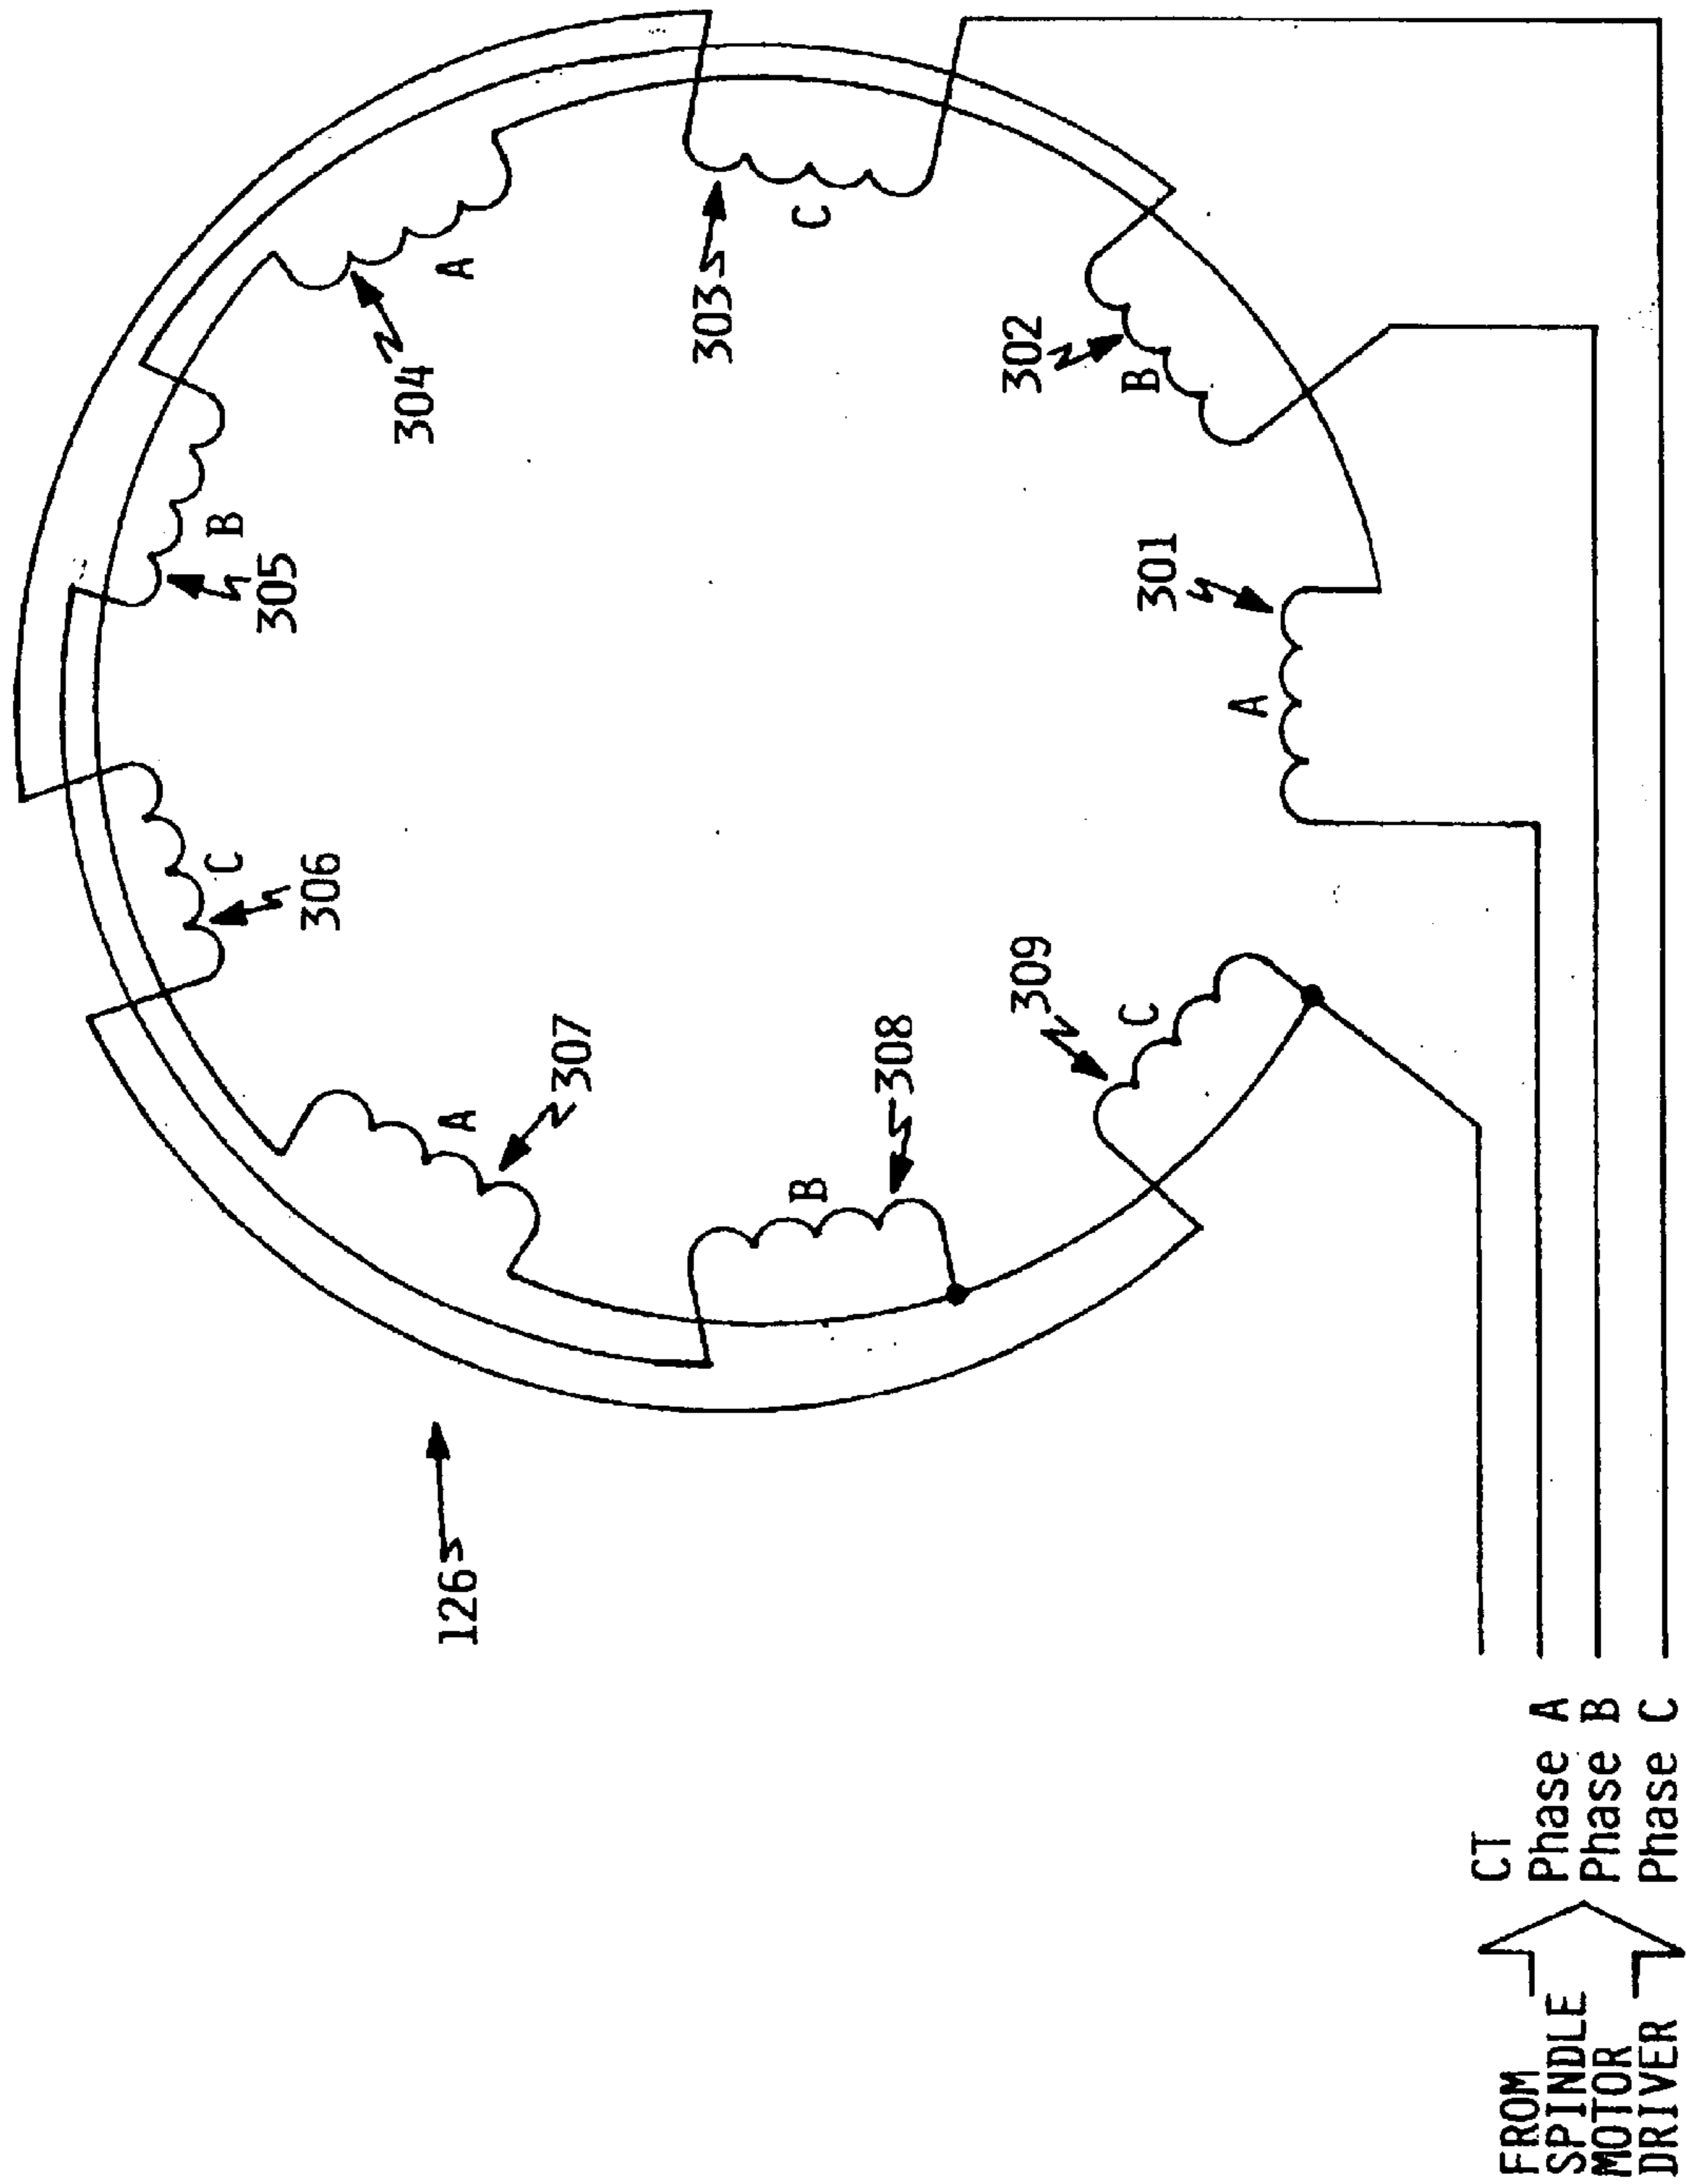 126
301
A
302
B
303
C
304
A
305
B
306
C
307
A
308
B
309
C
CT
Phase A
Phase B
Phase C
FROM
SPINDLE
MOTOR
DRIVER